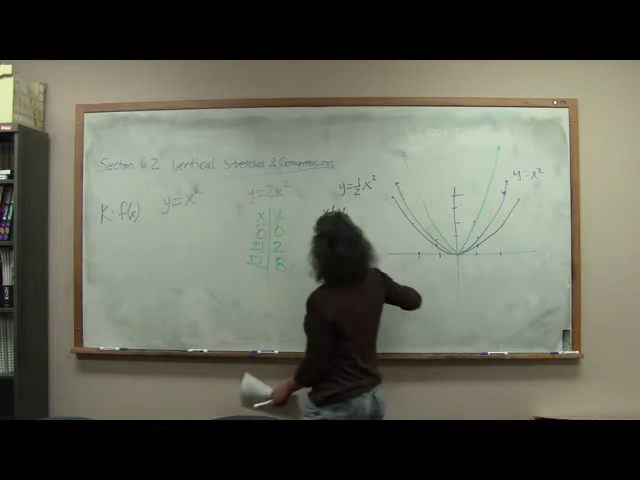 Section 6.2 Vertical Stretches & Compressions
K·f(x)
y=x²
y=2x²
x | y
0 | 0
±1 | 2
±2 | 8
y=½x²
x | y
y=x²